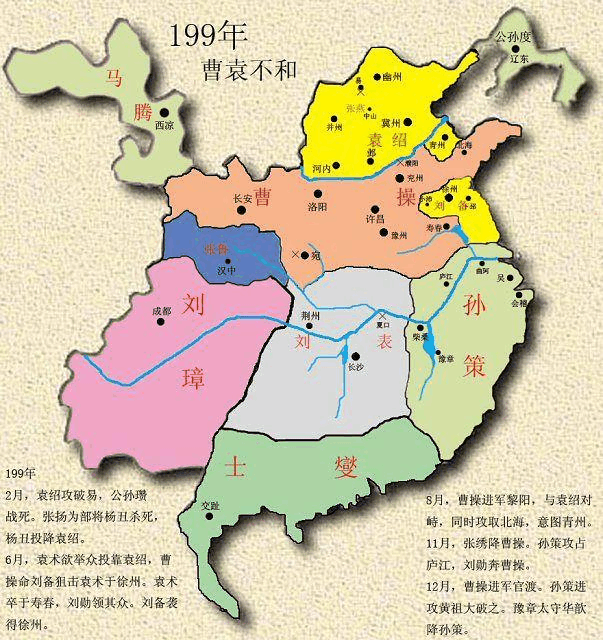 199年
曹袁不和
公孙度
辽东
马
腾
西凉
幽州
易
张燕
中山
并州
冀州
袁 绍
邺
青州
北海
河内
濮阳
兖州
曹
操
长安
洛阳
许昌
豫州
徐州
小沛
下邳
刘 备
寿春
宛
张鲁
汉中
刘
璋
成都
荆州
刘 表
夏口
长沙
庐江
曲阿
吴
会稽
孙
策
柴桑
豫章
士 燮
交趾
199年
2月，袁绍攻破易，公孙瓒
战死。张扬为部将杨丑杀死，
杨丑投降袁绍。
6月，袁术欲举众投靠袁绍，曹
操命刘备狙击袁术于徐州。袁术
卒于寿春，刘勋领其众。刘备袭
得徐州。
8月，曹操进军黎阳，与袁绍对
峙，同时攻取北海，意图青州。
11月，张绣降曹操。孙策攻占
庐江，刘勋奔曹操。
12月，曹操进军官渡。孙策进
攻黄祖大破之。豫章太守华歆
降孙策。